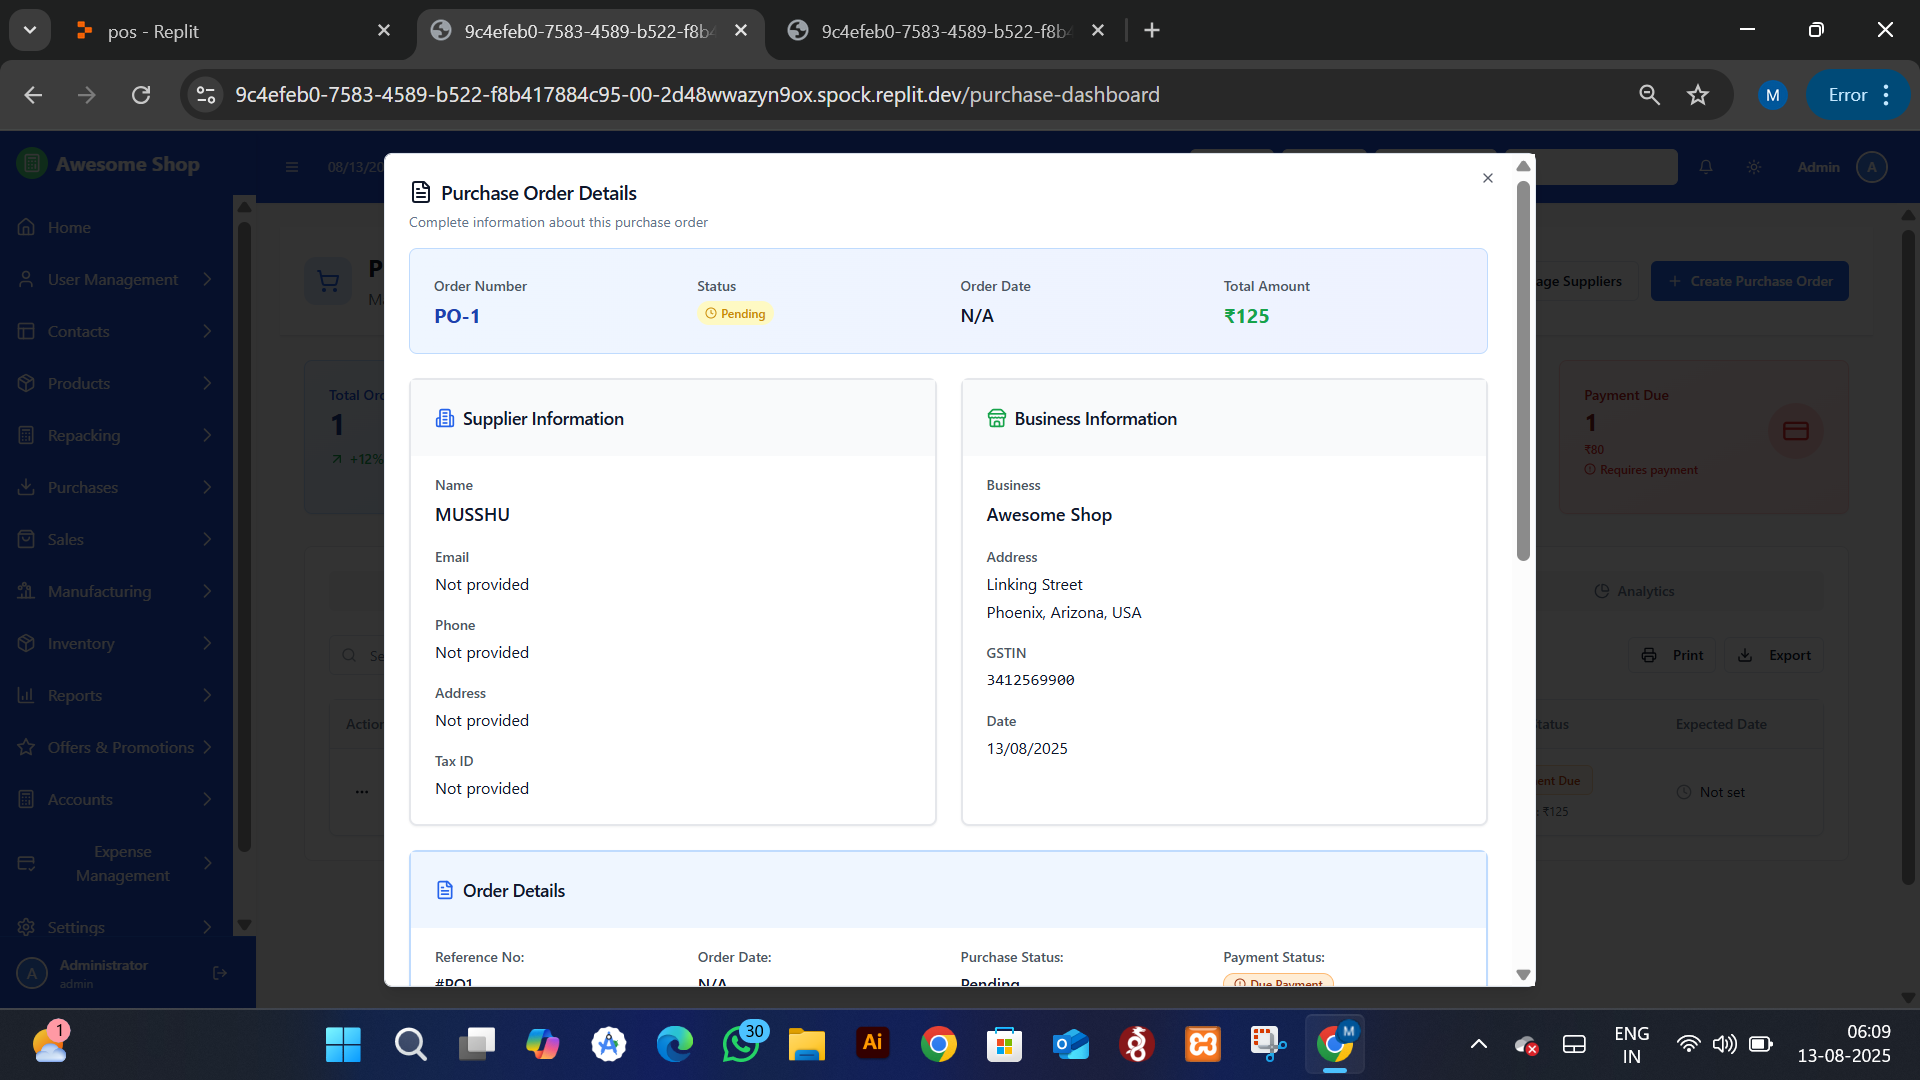 pos - Replit
9c4efeb0-7583-4589-b522-f8b4
9c4efeb0-7583-4589-b522-f8b4
9c4efeb0-7583-4589-b522-f8b417884c95-00-2d48wwazyn9ox.spock.replit.dev/purchase-dashboard
M
Error
Awesome Shop
08/13/20
Admin
A
Home
User Management
Contacts
Products
Repacking
Purchases
Sales
Manufacturing
Inventory
Reports
Offers & Promotions
Accounts
Expense
Management
Settings
A
Administrator
admin
P
Create Purchase Order
age Suppliers
Total Ord
1
+12%
Payment Due
1
₹80
Requires payment
Analytics
Se
Print
Export
Action
tatus
Expected Date
...
ent Due
: ₹125
Not set
Purchase Order Details
Complete information about this purchase order
Order Number
Status
Order Date
Total Amount
PO-1
Pending
N/A
₹125
Supplier Information
Name
MUSSHU
Email
Not provided
Phone
Not provided
Address
Not provided
Tax ID
Not provided
Business Information
Business
Awesome Shop
Address
Linking Street
Phoenix, Arizona, USA
GSTIN
3412569900
Date
13/08/2025
Order Details
Reference No:
Order Date:
Purchase Status:
Payment Status:
#PO1
N/A
Pending
Due Payment
1
30
Ai
M
ENG
IN
06:09
13-08-2025